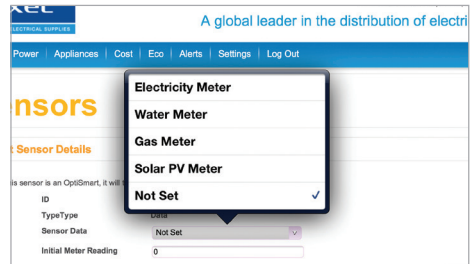 ELECTRICAL SUPPLIES
A global leader in the distribution of electri
Power Appliances Cost Eco Alerts Settings Log Out
nsors
t Sensor Details
is sensor is an OptiSmart, it will
Electricity Meter
Water Meter
Gas Meter
Solar PV Meter
Not Set
ID
TypeType Data
Sensor Data Not Set
Initial Meter Reading 0